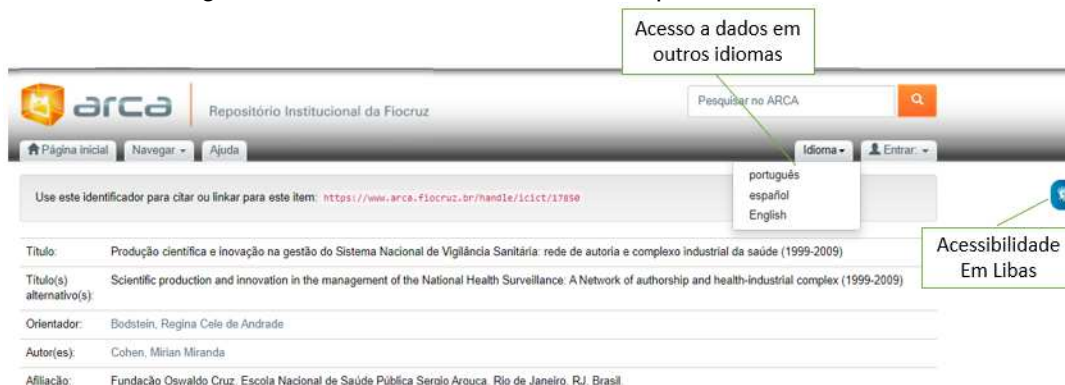 Acesso a dados em
outros idiomas
arca
Repositório Institucional da Fiocruz
Pesquisar no ARCA
Página inicial Navegar Ajuda Idioma Entrar:
português
español
English
Use este identificador para citar ou linkar para este item: https://www.arca.fiocruz.br/handle/icict/17850
Acessibilidade
Em Libas
Título: Produção científica e inovação na gestão do Sistema Nacional de Vigilância Sanitária: rede de autoria e complexo industrial da saúde (1999-2009)
Título(s) Scientific production and innovation in the management of the National Health Surveillance: A Network of authorship and health-industrial complex (1999-2009)
alternativo(s):
Orientador: Bodstein, Regina Cele de Andrade
Autor(es): Cohen, Mirian Miranda
Afiliação: Fundação Oswaldo Cruz. Escola Nacional de Saúde Pública Sergio Arouca. Rio de Janeiro, RJ, Brasil.